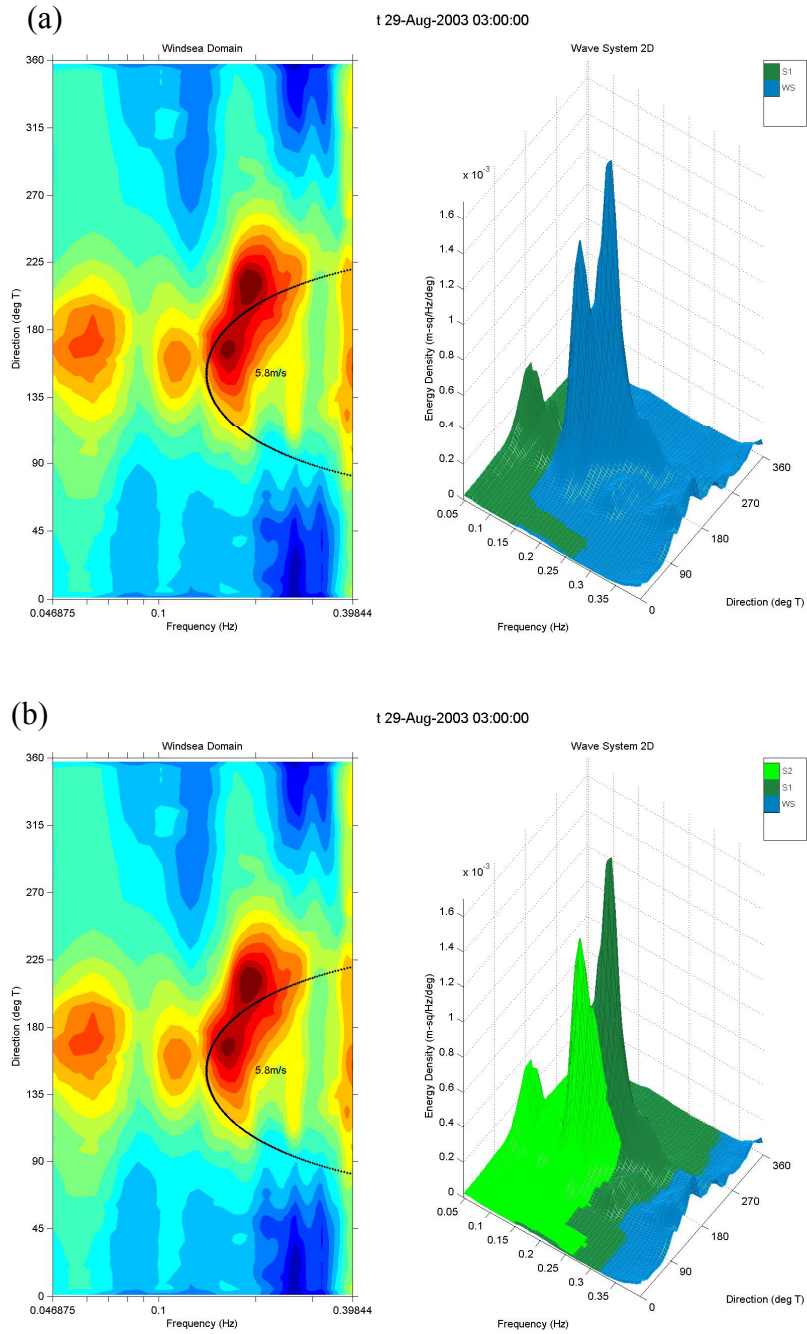 (a)
t 29-Aug-2003 03:00:00
Windsea Domain
360
315
270
225
180
135
90
45
0
Direction (deg T)
5.8m/s
0.046875
0.1
0.39844
Frequency (Hz)
Wave System 2D
S1
WS
x 10⁻³
1.6
1.4
1.2
1
0.8
0.6
0.4
0.2
0
Energy Density (m-sq/Hz/deg)
0.05
0.1
0.15
0.2
0.25
0.3
0.35
Frequency (Hz)
0
90
180
270
360
Direction (deg T)
(b)
t 29-Aug-2003 03:00:00
Windsea Domain
360
315
270
225
180
135
90
45
0
Direction (deg T)
5.8m/s
0.046875
0.1
0.39844
Frequency (Hz)
Wave System 2D
S2
S1
WS
x 10⁻³
1.6
1.4
1.2
1
0.8
0.6
0.4
0.2
0
Energy Density (m-sq/Hz/deg)
0.05
0.1
0.15
0.2
0.25
0.3
0.35
Frequency (Hz)
0
90
180
270
360
Direction (deg T)